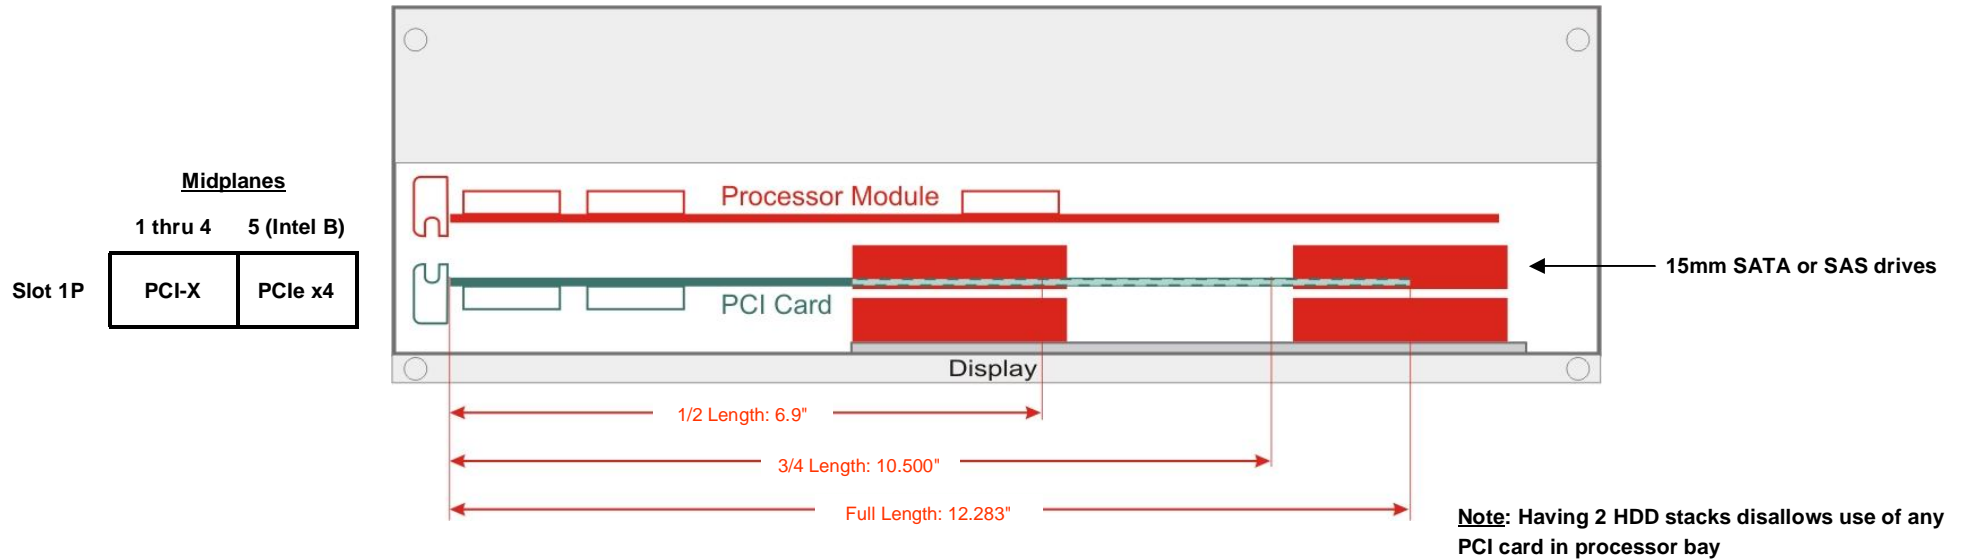 Midplanes
1 thru 4 5 (Intel B)
Slot 1P PCI-X PCIe x4
Processor Module
PCI Card
15mm SATA or SAS drives
Display
1/2 Length: 6.9"
3/4 Length: 10.500"
Full Length: 12.283"
Note: Having 2 HDD stacks disallows use of any
PCI card in processor bay